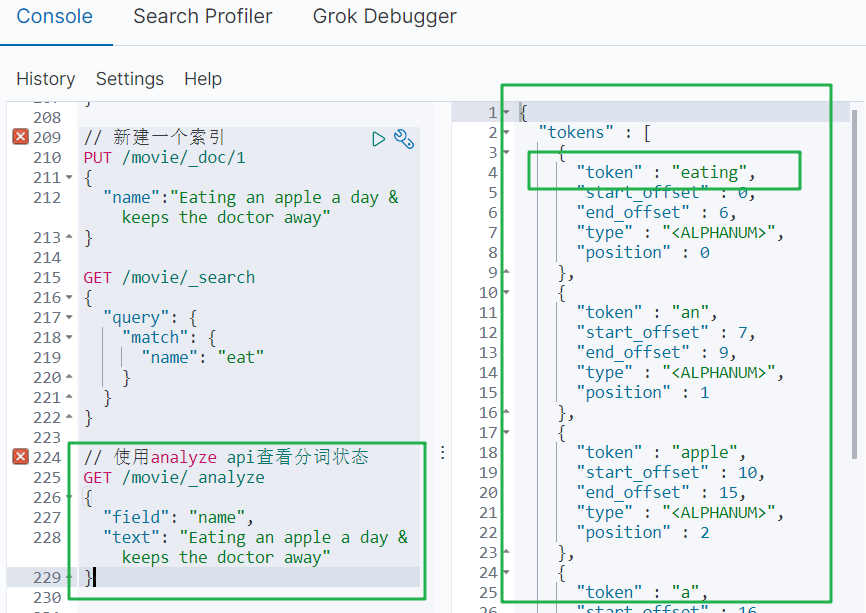 Console Search Profiler Grok Debugger
History Settings Help
208
209 // 新建一个索引
210 PUT /movie/_doc/1
211 {
212 "name":"Eating an apple a day &
keeps the doctor away"
213 }
214
215 GET /movie/_search
216 {
217 "query": {
218 "match": {
219 "name": "eat"
220 }
221 }
222 }
223
224 // 使用analyze api查看分词状态
225 GET /movie/_analyze
226 {
227 "field": "name",
228 "text": "Eating an apple a day &
keeps the doctor away"
229 }
230
1 {
2 "tokens" : [
3 {
4 "token" : "eating",
5 "start_offset" : 0,
6 "end_offset" : 6,
7 "type" : "<ALPHANUM>",
8 "position" : 0
9 },
10 {
11 "token" : "an",
12 "start_offset" : 7,
13 "end_offset" : 9,
14 "type" : "<ALPHANUM>",
15 "position" : 1
16 },
17 {
18 "token" : "apple",
19 "start_offset" : 10,
20 "end_offset" : 15,
21 "type" : "<ALPHANUM>",
22 "position" : 2
23 },
24 {
25 "token" : "a",
26 "start_offset" : 16